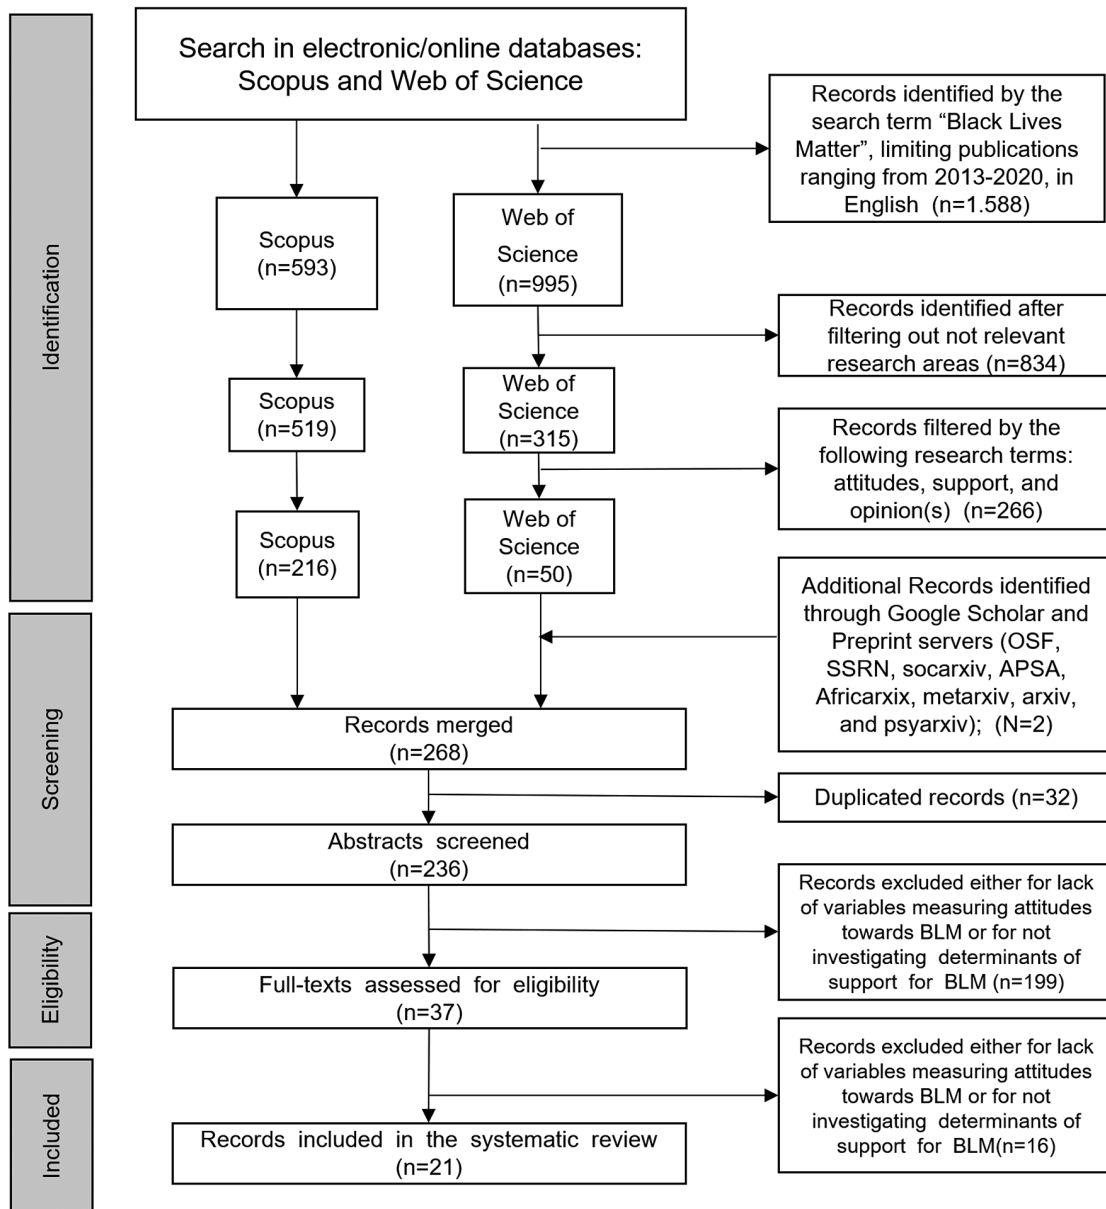 Search in electronic/online databases:
Scopus and Web of Science
Records identified by the
search term “Black Lives
Matter”, limiting publications
ranging from 2013-2020, in
English (n=1.588)
Identification
Scopus
(n=593)
Web of
Science
(n=995)
Records identified after
filtering out not relevant
research areas (n=834)
Scopus
(n=519)
Web of
Science
(n=315)
Records filtered by the
following research terms:
attitudes, support, and
opinion(s) (n=266)
Scopus
(n=216)
Web of
Science
(n=50)
Additional Records identified
through Google Scholar and
Preprint servers (OSF,
SSRN, socarxiv, APSA,
Africarxix, metarxiv, arxiv,
and psyarxiv); (N=2)
Screening
Records merged
(n=268)
Duplicated records (n=32)
Abstracts screened
(n=236)
Records excluded either for lack
of variables measuring attitudes
towards BLM or for not
investigating determinants of
support for BLM (n=199)
Eligibility
Full-texts assessed for eligibility
(n=37)
Records excluded either for lack
of variables measuring attitudes
towards BLM or for not
investigating determinants of
support for BLM(n=16)
Included
Records included in the systematic review
(n=21)